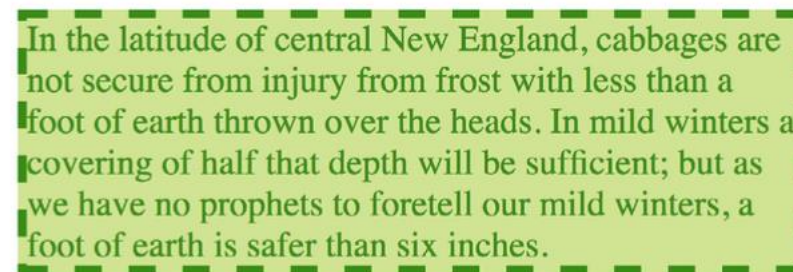 In the latitude of central New England, cabbages are
not secure from injury from frost with less than a
foot of earth thrown over the heads. In mild winters a
covering of half that depth will be sufficient; but as
we have no prophets to foretell our mild winters, a
foot of earth is safer than six inches.